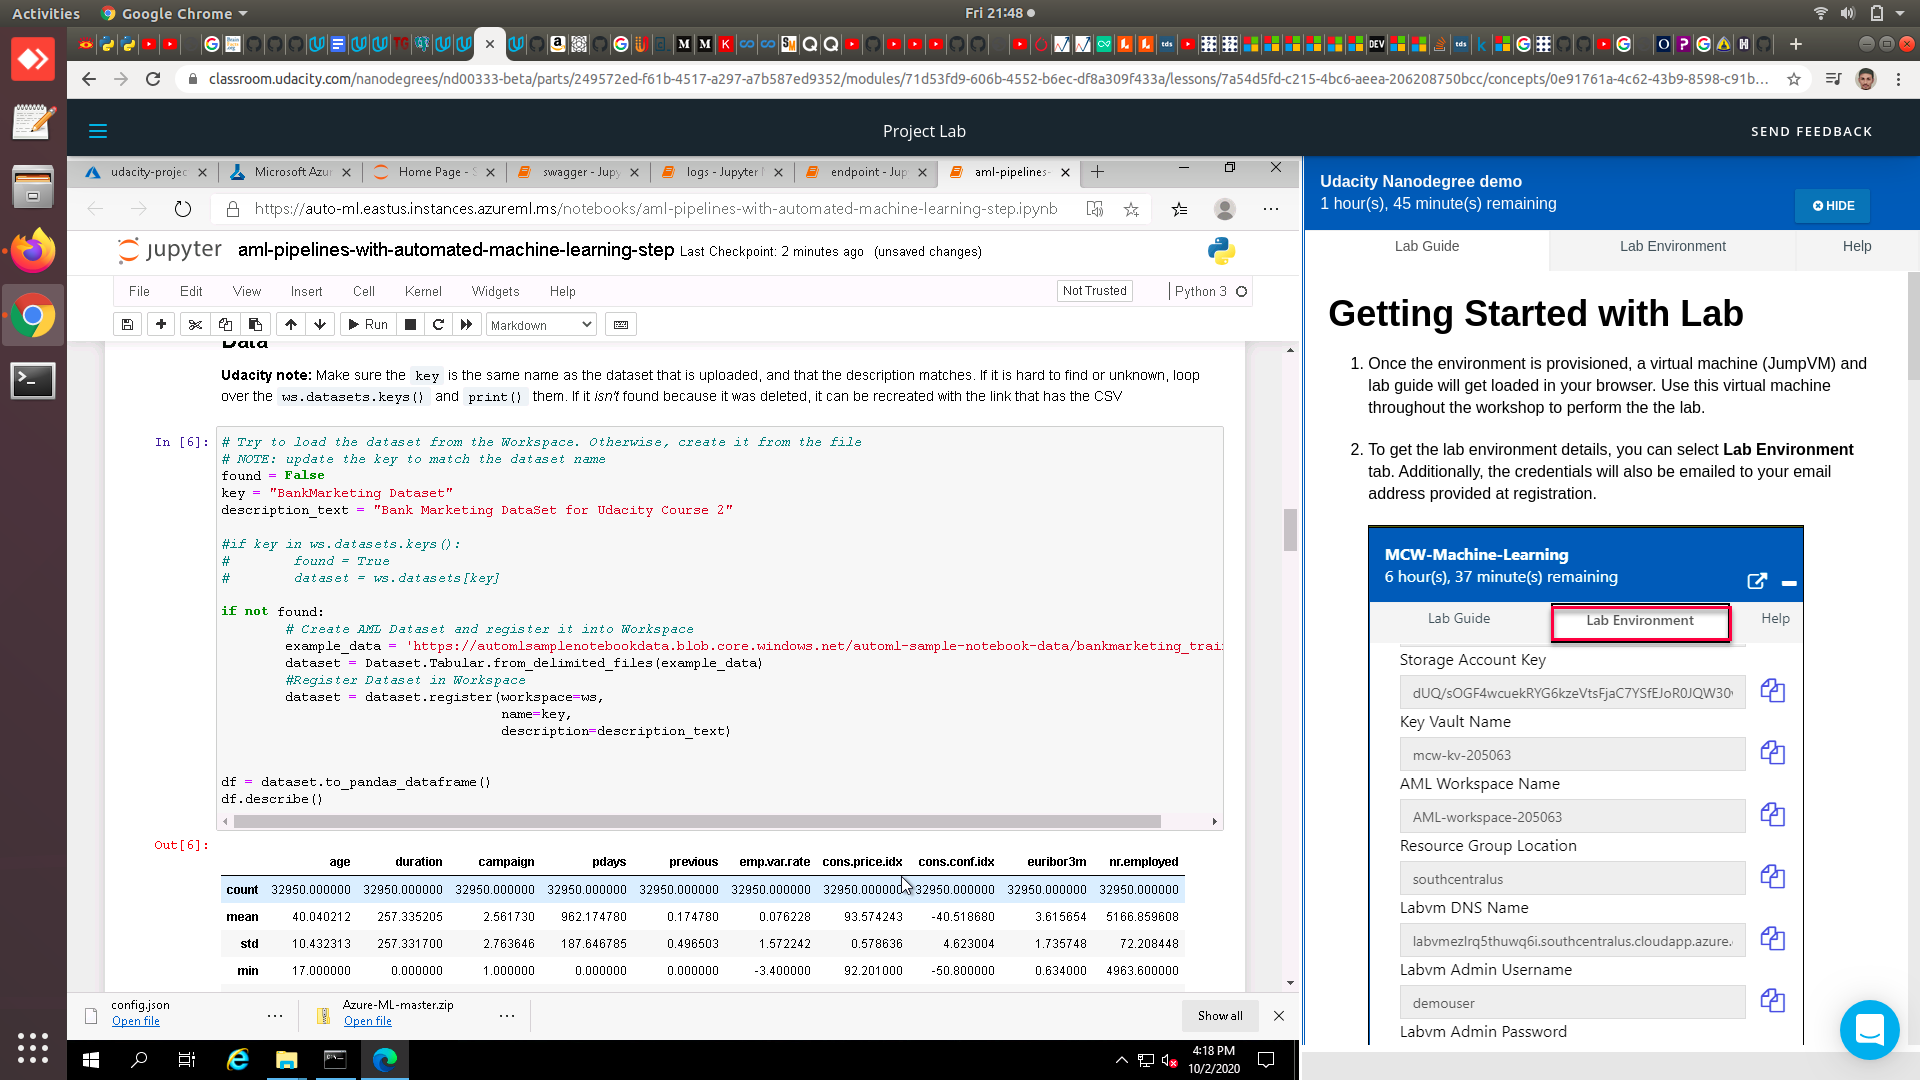 Activities
Google Chrome
Fri 21:48
classroom.udacity.com/nanodegrees/nd00333-beta/parts/249572ed-f61b-4517-a297-a7b587ed9352/modules/71d53fd9-606b-4552-b6ec-df8a309f433a/lessons/7a54d5fd-c215-4bc6-aeea-206208750bcc/concepts/0e91761a-4c62-43b9-8598-c91b...
Project Lab
SEND FEEDBACK
udacity-projec
Microsoft Azur
Home Page - S
swagger - Jupy
logs - Jupyter N
endpoint - Jup
aml-pipelines-
https://auto-ml.eastus.instances.azureml.ms/notebooks/aml-pipelines-with-automated-machine-learning-step.ipynb
jupyter aml-pipelines-with-automated-machine-learning-step Last Checkpoint: 2 minutes ago (unsaved changes)
File Edit View Insert Cell Kernel Widgets Help
Not Trusted
Python 3
Run
Markdown
Data
Udacity note: Make sure the key is the same name as the dataset that is uploaded, and that the description matches. If it is hard to find or unknown, loop
over the ws.datasets.keys() and print() them. If it isn't found because it was deleted, it can be recreated with the link that has the CSV
In [6]:
# Try to load the dataset from the Workspace. Otherwise, create it from the file
# NOTE: update the key to match the dataset name
found = False
key = "BankMarketing Dataset"
description_text = "Bank Marketing DataSet for Udacity Course 2"
#if key in ws.datasets.keys():
#        found = True
#        dataset = ws.datasets[key]
if not found:
# Create AML Dataset and register it into Workspace
example_data = 'https://automlsamplenotebookdata.blob.core.windows.net/automl-sample-notebook-data/bankmarketing_trai
dataset = Dataset.Tabular.from_delimited_files(example_data)
#Register Dataset in Workspace
dataset = dataset.register(workspace=ws,
name=key,
description=description_text)
df = dataset.to_pandas_dataframe()
df.describe()
Out[6]:
age duration campaign pdays previous emp.var.rate cons.price.idx cons.conf.idx euribor3m nr.employed
count 32950.000000 32950.000000 32950.000000 32950.000000 32950.000000 32950.000000 32950.000000 32950.000000 32950.000000 32950.000000
mean 40.040212 257.335205 2.561730 962.174780 0.174780 0.076228 93.574243 -40.518680 3.615654 5166.859608
std 10.432313 257.331700 2.763646 187.646785 0.496503 1.572242 0.578636 4.623004 1.735748 72.208448
min 17.000000 0.000000 1.000000 0.000000 0.000000 -3.400000 92.201000 -50.800000 0.634000 4963.600000
config.json
Open file
Azure-ML-master.zip
Open file
Show all
4:18 PM
10/2/2020
Udacity Nanodegree demo
1 hour(s), 45 minute(s) remaining
HIDE
Lab Guide
Lab Environment
Help
Getting Started with Lab
1. Once the environment is provisioned, a virtual machine (JumpVM) and
lab guide will get loaded in your browser. Use this virtual machine
throughout the workshop to perform the the lab.
2. To get the lab environment details, you can select Lab Environment
tab. Additionally, the credentials will also be emailed to your email
address provided at registration.
MCW-Machine-Learning
6 hour(s), 37 minute(s) remaining
Lab Guide
Lab Environment
Help
Storage Account Key
dUQ/sOGF4wcuekRYG6kzeVtsFjaC7YSfEJoR0JQW30
Key Vault Name
mcw-kv-205063
AML Workspace Name
AML-workspace-205063
Resource Group Location
southcentralus
Labvm DNS Name
labvmezlrq5thuwq6i.southcentralus.cloudapp.azure.
Labvm Admin Username
demouser
Labvm Admin Password